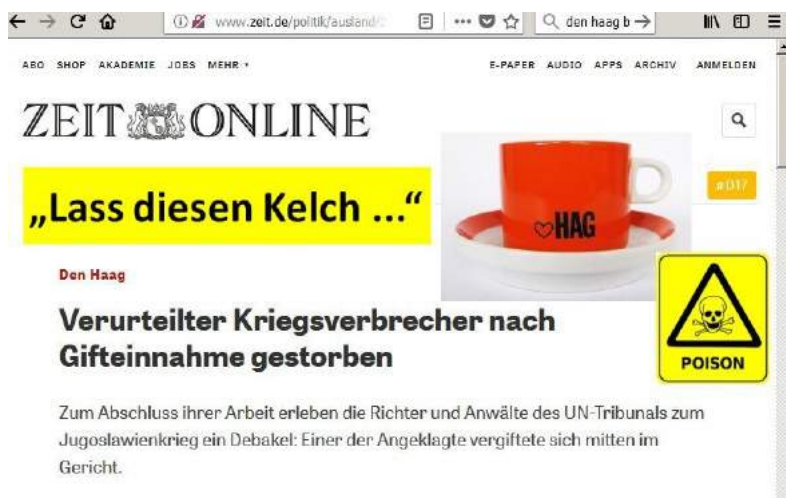 www.zeit.de/politik/ausland/
den haag b
ABO SHOP AKADEMIE JOBS MEHR
E-PAPER AUDIO APPS ARCHIV ANMELDEN
ZEIT ONLINE
#D17
„Lass diesen Kelch ...“
HAG
Den Haag
Verurteilter Kriegsverbrecher nach
Gifteinnahme gestorben
POISON
Zum Abschluss ihrer Arbeit erleben die Richter und Anwälte des UN-Tribunals zum
Jugoslawienkrieg ein Debakel: Einer der Angeklagte vergiftete sich mitten im
Gericht.